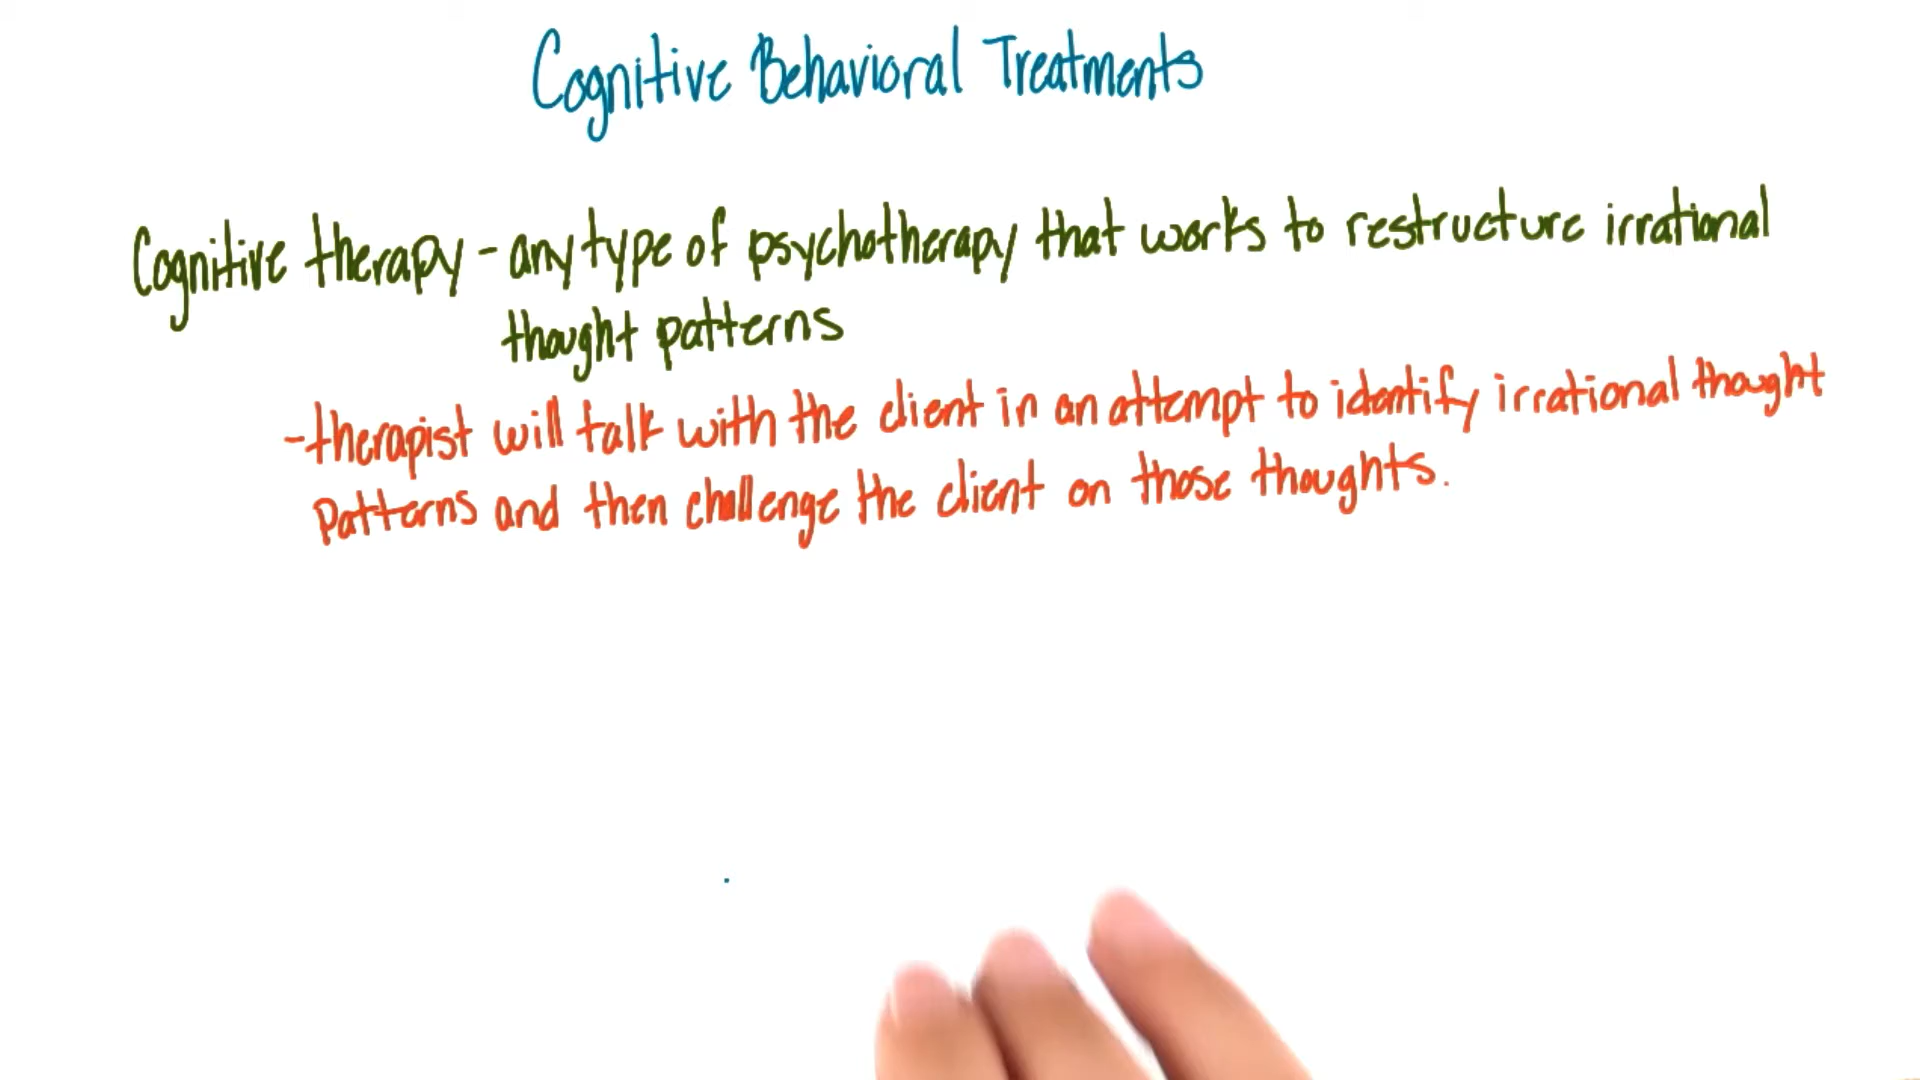 Cognitive Behavioral Treatments
Cognitive therapy - any type of psychotherapy that works to restructure irrational
thought patterns
-therapist will talk with the client in an attempt to identify irrational thought
patterns and then challenge the client on those thoughts.